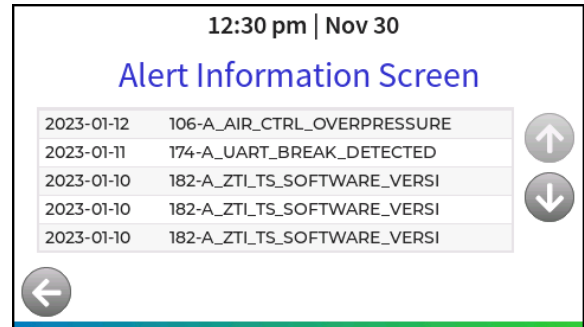 12:30 pm | Nov 30
Alert Information Screen
2023-01-12 106-A_AIR_CTRL_OVERPRESSURE
2023-01-11 174-A_UART_BREAK_DETECTED
2023-01-10 182-A_ZTI_TS_SOFTWARE_VERSI
2023-01-10 182-A_ZTI_TS_SOFTWARE_VERSI
2023-01-10 182-A_ZTI_TS_SOFTWARE_VERSI